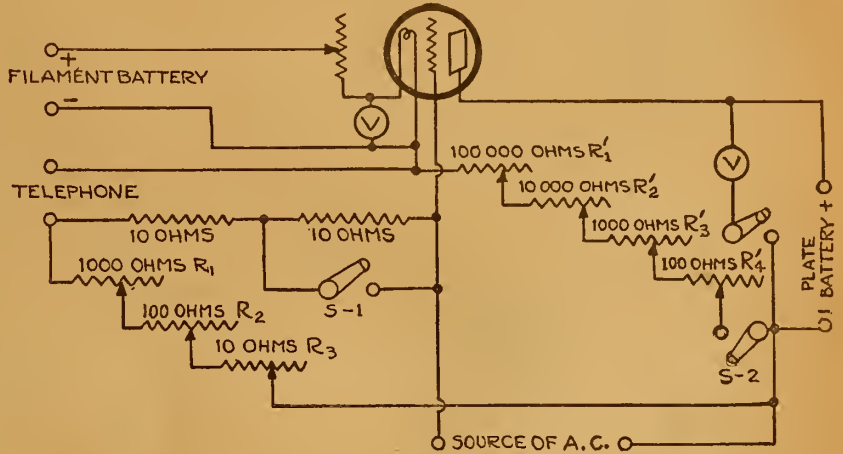 +
FILAMENT BATTERY
-
V
TELEPHONE
10 OHMS
10 OHMS
1000 OHMS R1
100 OHMS R2
10 OHMS R3
S-1
100 000 OHMS R'1
10 000 OHMS R'2
1000 OHMS R'3
100 OHMS R'4
V
PLATE
BATTERY +
-
S-2
SOURCE OF A.C.